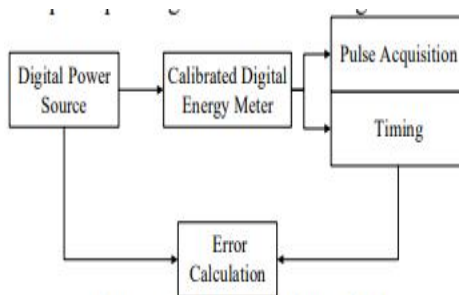 Digital Power
Source
Calibrated Digital
Energy Meter
Pulse Acquisition
Timing
Error
Calculation